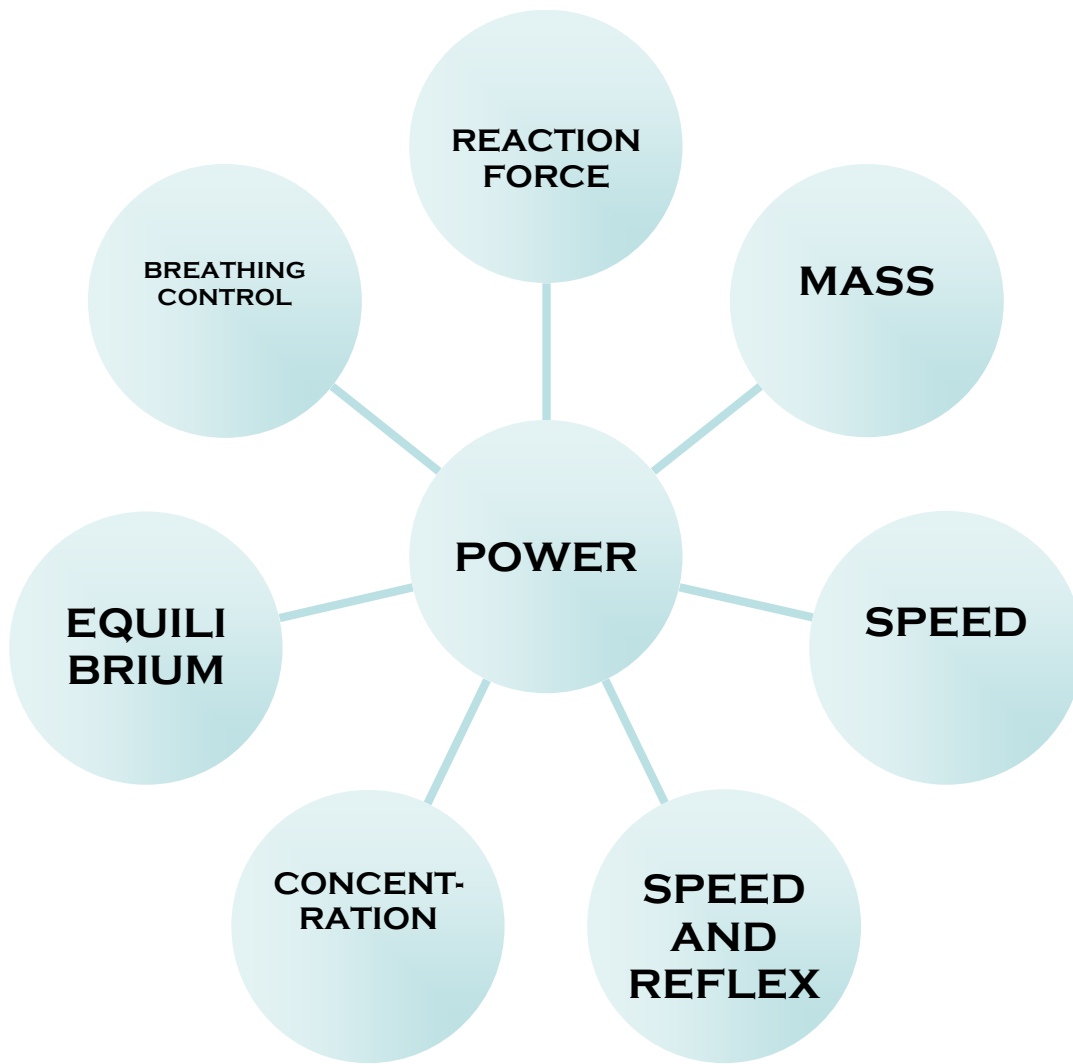 REACTION
FORCE
MASS
SPEED
SPEED
AND
REFLEX
CONCENT-
RATION
EQUILI
BRIUM
BREATHING
CONTROL
POWER